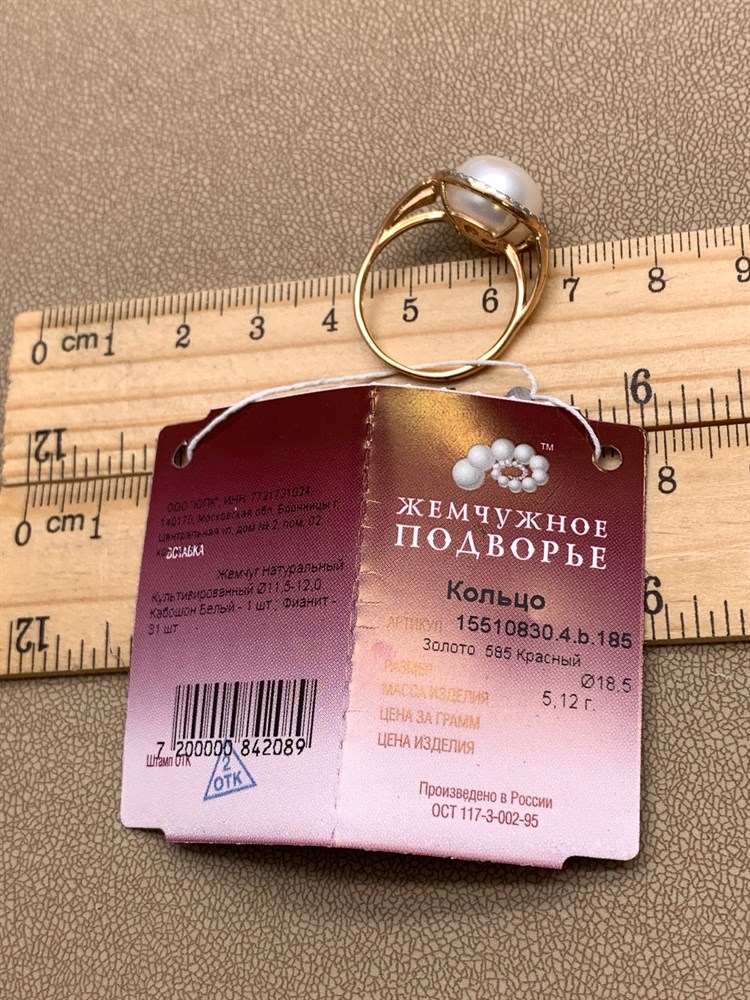 0 cm 1 2 3 4 5 6 7 8 9
12
6
0 cm 1
8
12
6
ООО "ЮПК", ИНН: 7721731024,
140170, Московская обл, Бронницы г,
Центральная ул, дом № 2, пом. 02,
ВСТАВКА
Жемчуг Натуральный
Культивированный Ø11,5-12,0
Кабошон Белый - 1 шт.; Фианит -
31 шт
7 200000 842089
Штамп ОТК
2
ОТК
TM
ЖЕМЧУЖНОЕ
ПОДВОРЬЕ
Кольцо
АРТИКУЛ 15510830.4.b.185
Золото 585 Красный
РАЗМЕР Ø18.5
МАССА ИЗДЕЛИЯ 5,12 г.
ЦЕНА ЗА ГРАММ
ЦЕНА ИЗДЕЛИЯ
Произведено в России
ОСТ 117-3-002-95